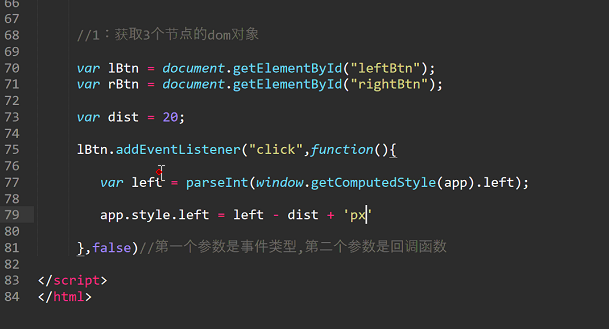 66
67
68 //1：获取3个节点的dom对象
69
70 var lBtn = document.getElementById("leftBtn");
71 var rBtn = document.getElementById("rightBtn");
72
73 var dist = 20;
74
75 lBtn.addEventListener("click",function(){
76
77 var left = parseInt(window.getComputedStyle(app).left);
78
79 app.style.left = left - dist + 'px'
80
81 },false)//第一个参数是事件类型,第二个参数是回调函数
82
83 </script>
84 </html>